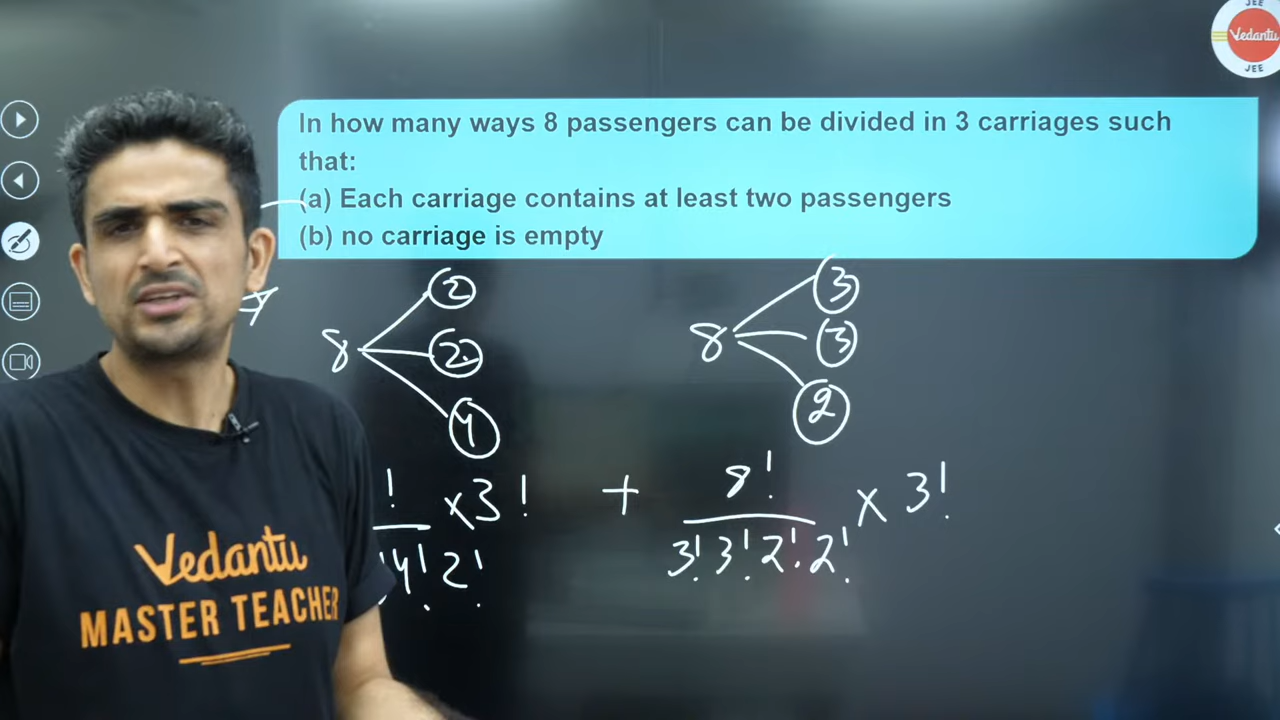 JEE
Vedantu
JEE
In how many ways 8 passengers can be divided in 3 carriages such
that:
(a) Each carriage contains at least two passengers
(b) no carriage is empty
8
2
2
4
8
3
3
2
! × 3! + 8! × 3!
4! 2! 3! 3! 2! 2!
Vedantu
MASTER TEACHER